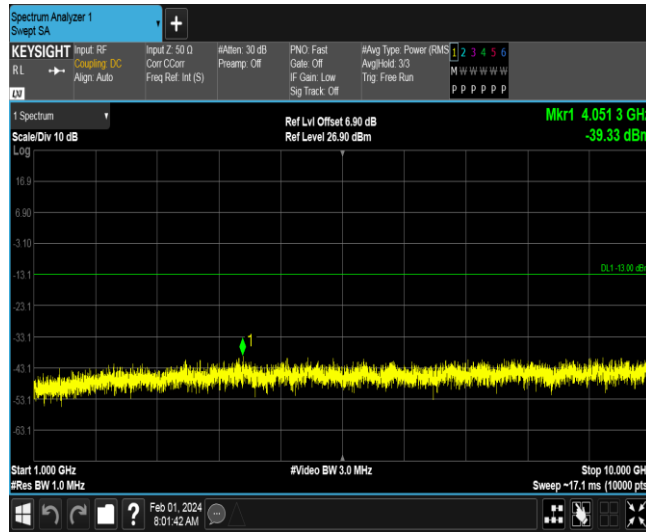 Spectrum Analyzer 1
Swept SA
+
KEYSIGHT Input: RF Input Z: 50 Ω #Atten: 30 dB PNO: Fast #Avg Type: Power (RMS 1 2 3 4 5 6
RL Coupling: DC Corr CCorr Preamp: Off Gate: Off Avg|Hold: 3/3 M W W W W W
Align: Auto Freq Ref: Int (S) IF Gain: Low Trig: Free Run
LXI Sig Track: Off P P P P P P
1 Spectrum Ref Lvl Offset 6.90 dB Mkr1 4.051 3 GHz
Scale/Div 10 dB Ref Level 26.90 dBm -39.33 dBm
Log
16.9
6.90
-3.10
-13.1 DL1 -13.00 dBm
-23.1
-33.1 1
-43.1
-53.1
-63.1
Start 1.000 GHz #Video BW 3.0 MHz Stop 10.000 GHz
#Res BW 1.0 MHz Sweep ~17.1 ms (10000 pts
? Feb 01, 2024
8:01:42 AM